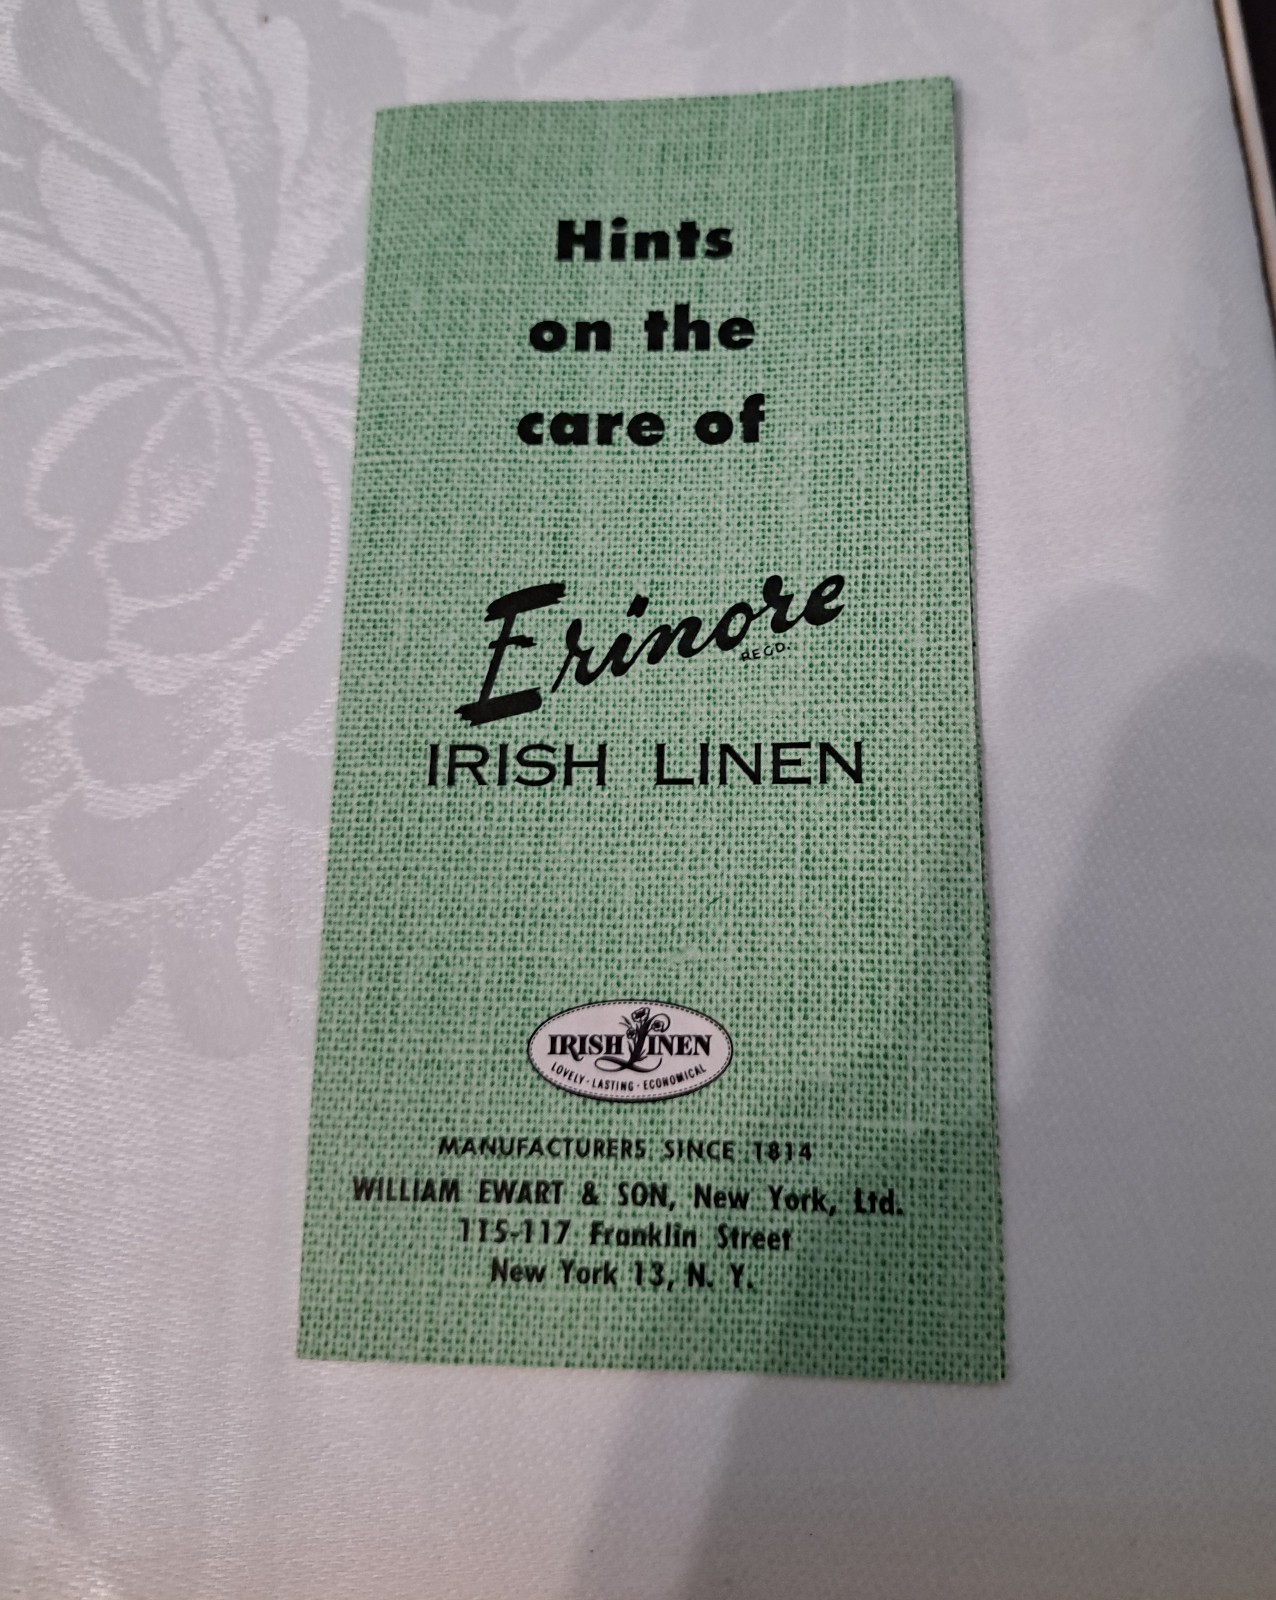 Hints
on the
care of
Erinore
REGD.
IRISH LINEN
IRISH LINEN
LOVELY · LASTING · ECONOMICAL
MANUFACTURERS SINCE 1814
WILLIAM EWART & SON, New York, Ltd.
115-117 Franklin Street
New York 13, N. Y.